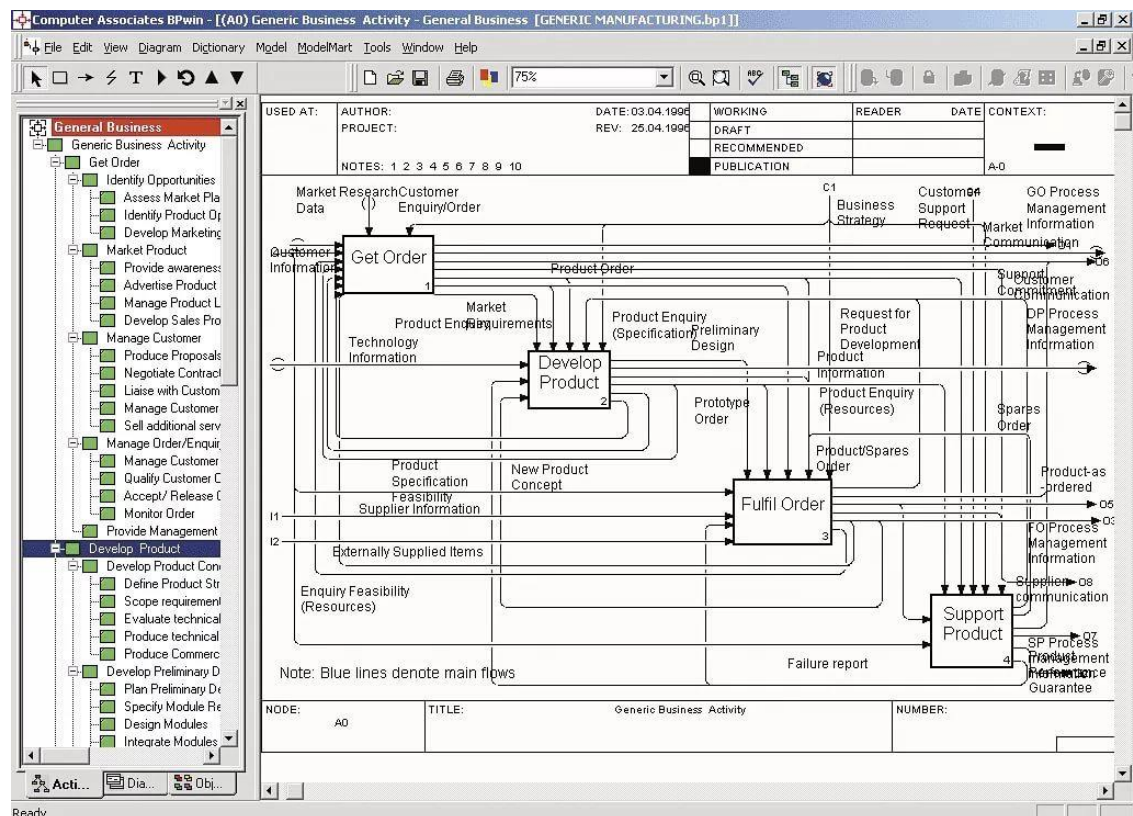 Computer Associates BPwin - [(A0) Generic Business Activity - General Business [GENERIC MANUFACTURING.bp1]]
File Edit View Diagram Dictionary Model ModelMart Tools Window Help
T 75% ABC
General Business
Generic Business Activity
Get Order
Identify Opportunities
Assess Market Pla
Identify Product Op
Develop Marketing
Market Product
Provide awareness
Advertise Product
Manage Product L
Develop Sales Pro
Manage Customer
Produce Proposals
Negotiate Contract
Liaise with Custom
Manage Customer
Sell additional serv
Manage Order/Enquir
Manage Customer
Qualify Customer C
Accept/ Release C
Monitor Order
Provide Management
Develop Product
Develop Product Con
Define Product Str
Scope requirement
Evaluate technical
Produce technical
Produce Commerc
Develop Preliminary D
Plan Preliminary De
Specify Module Re
Design Modules
Integrate Modules
Acti... Dia... Obj...
Ready
USED AT: AUTHOR: DATE: 03.04.1996 WORKING READER DATE CONTEXT:
PROJECT: REV: 25.04.1996 DRAFT
RECOMMENDED
NOTES: 1 2 3 4 5 6 7 8 9 10 PUBLICATION A-0
Market Research
Data
Customer
Enquiry/Order
C1
Business
Strategy
Customer
Support
Request
GO Process
Management
Information
Market
Communication
O6
Customer
Information
Get Order
1
Product Order
Support
Commitment
Customer
Communication
Market
Requirements
Product Enquiry
Product Enquiry
(Specification)
Preliminary
Design
Request for
Product
Development
DP Process
Management
Information
Technology
Information
Develop
Product
2
Product
Information
Product Enquiry
(Resources)
Prototype
Order
Spares
Order
Product/Spares
Order
Product
Specification
Feasibility
New Product
Concept
Supplier Information
Product-as
-ordered
Fulfil Order
3
I1
I2
O5
O3
FO Process
Management
Information
Externally Supplied Items
Enquiry Feasibility
(Resources)
Supplier
communication
O8
Support
Product
4
O7
SP Process
management
Product
Guarantee
Failure report
Note: Blue lines denote main flows
NODE: A0
TITLE: Generic Business Activity
NUMBER: